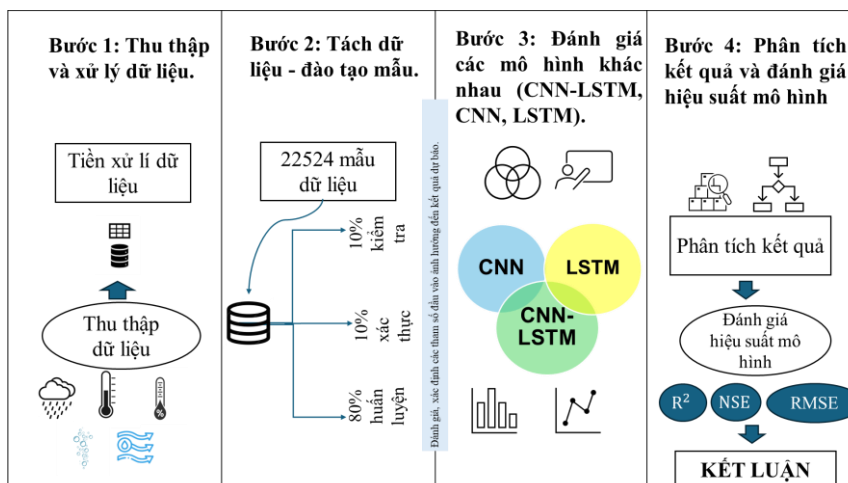 Bước 1: Thu thập
và xử lý dữ liệu.
Tiền xử lí dữ
liệu
Thu thập
dữ liệu
%
Bước 2: Tách dữ
liệu - đào tạo mẫu.
22524 mẫu
dữ liệu
10%
kiểm
tra
10%
xác
thực
80%
huấn
luyện
Đánh giá, xác định các tham số đầu vào ảnh hưởng đến kết quả dự báo.
Bước 3: Đánh giá
các mô hình khác
nhau (CNN-LSTM,
CNN, LSTM).
CNN
LSTM
CNN-
LSTM
Bước 4: Phân tích
kết quả và đánh giá
hiệu suất mô hình
Phân tích kết quả
Đánh giá
hiệu suất mô
hình
R²
NSE
RMSE
KẾT LUẬN